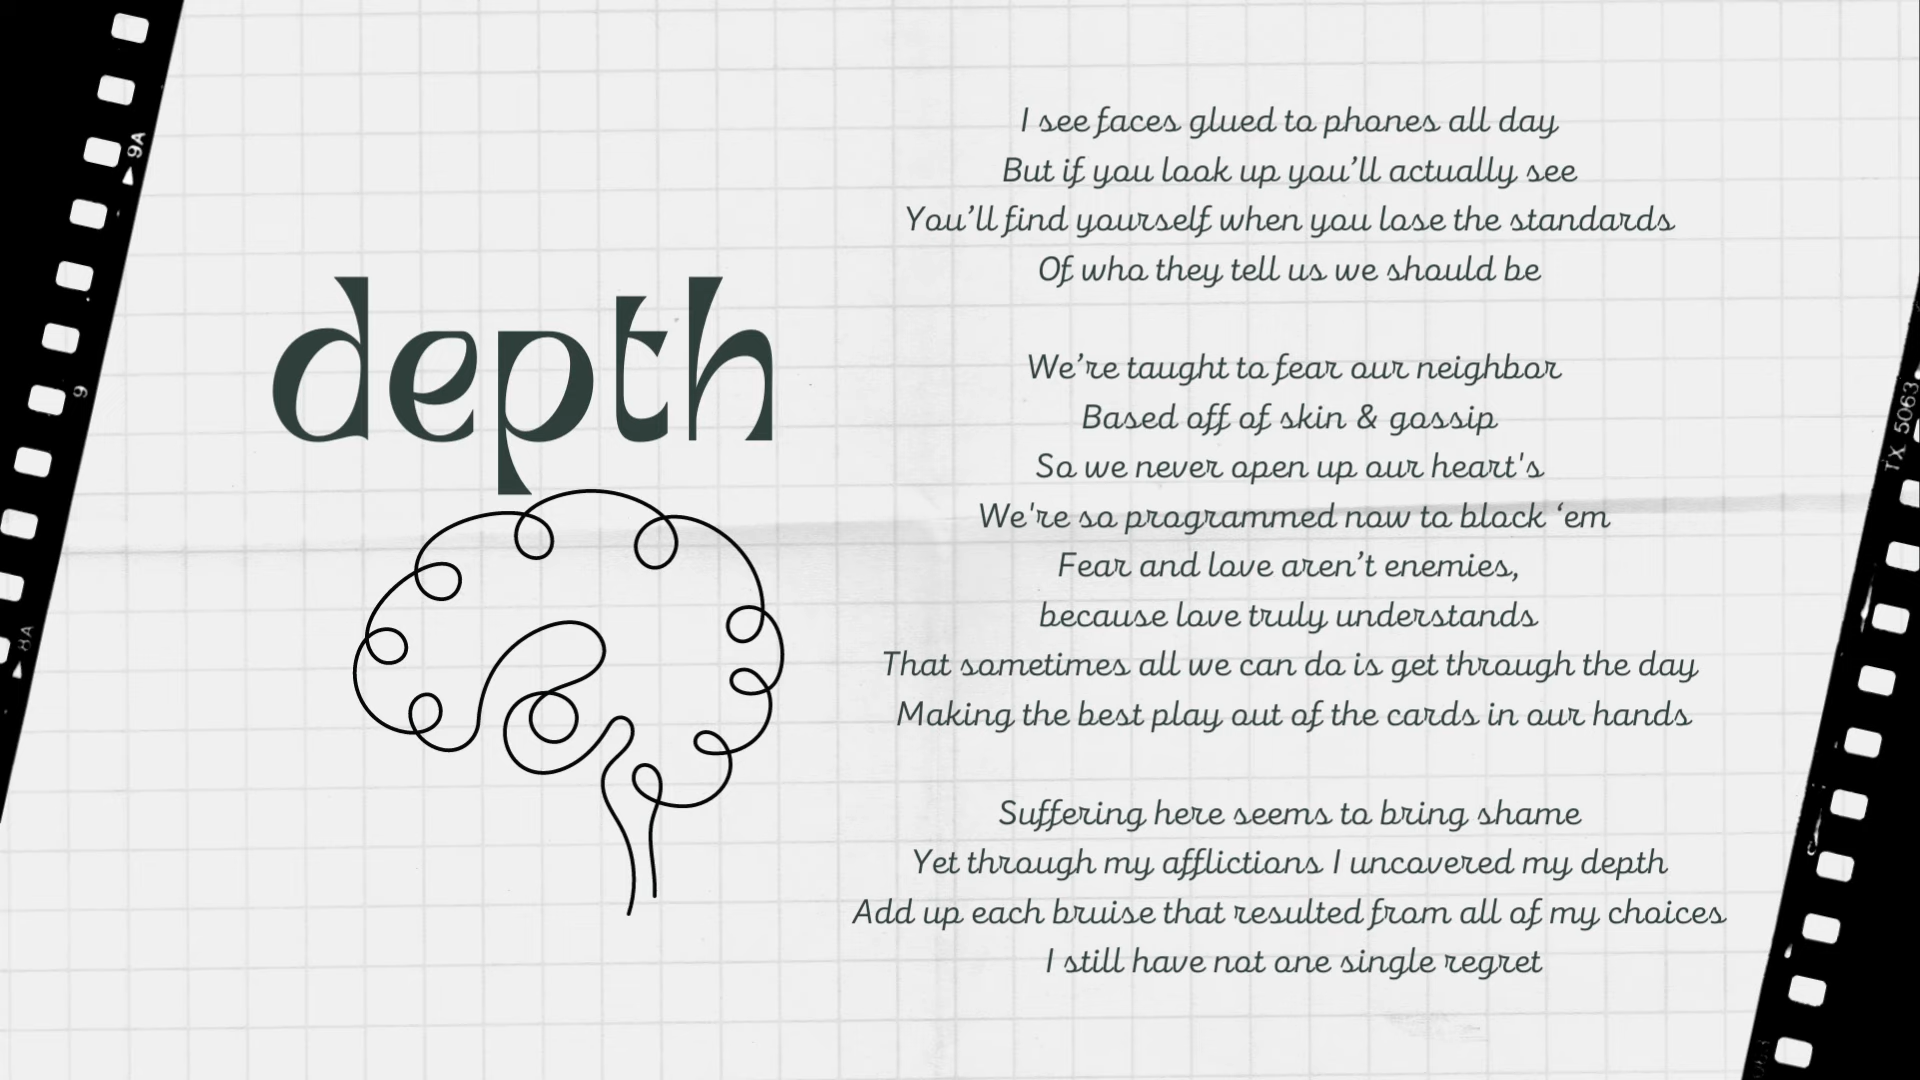 depth
I see faces glued to phones all day
But if you look up you’ll actually see
You’ll find yourself when you lose the standards
Of who they tell us we should be
We’re taught to fear our neighbor
Based off of skin & gossip
So we never open up our heart's
We're so programmed now to block ‘em
Fear and love aren’t enemies,
because love truly understands
That sometimes all we can do is get through the day
Making the best play out of the cards in our hands
Suffering here seems to bring shame
Yet through my afflictions I uncovered my depth
Add up each bruise that resulted from all of my choices
I still have not one single regret
9A
9
8A
TX 5063